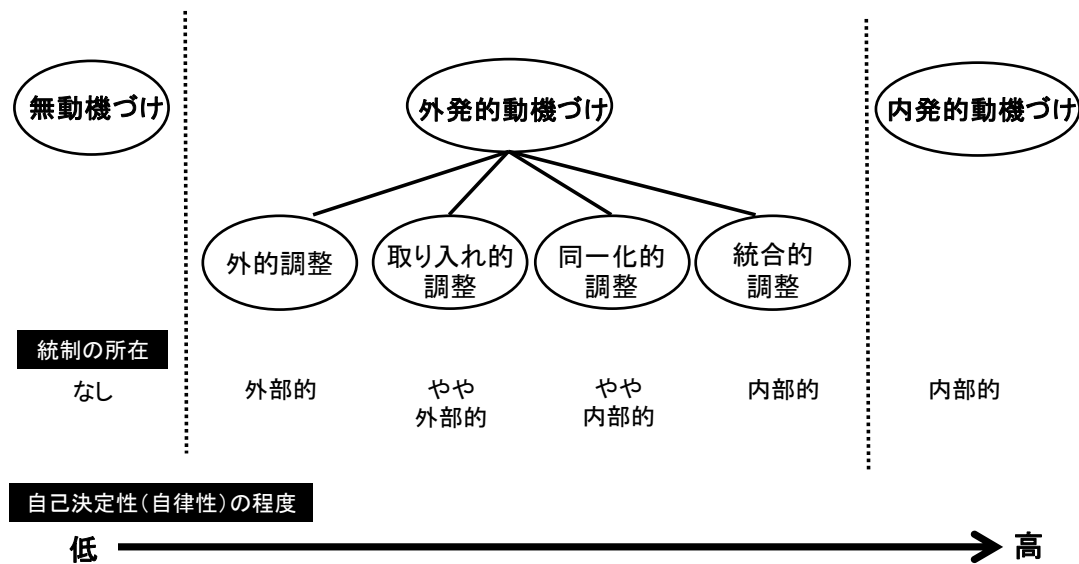 無動機づけ
外発的動機づけ
内発的動機づけ
外的調整
取り入れ的
調整
同一化的
調整
統合的
調整
統制の所在
なし
外部的
やや
外部的
やや
内部的
内部的
内部的
自己決定性(自律性)の程度
低
高